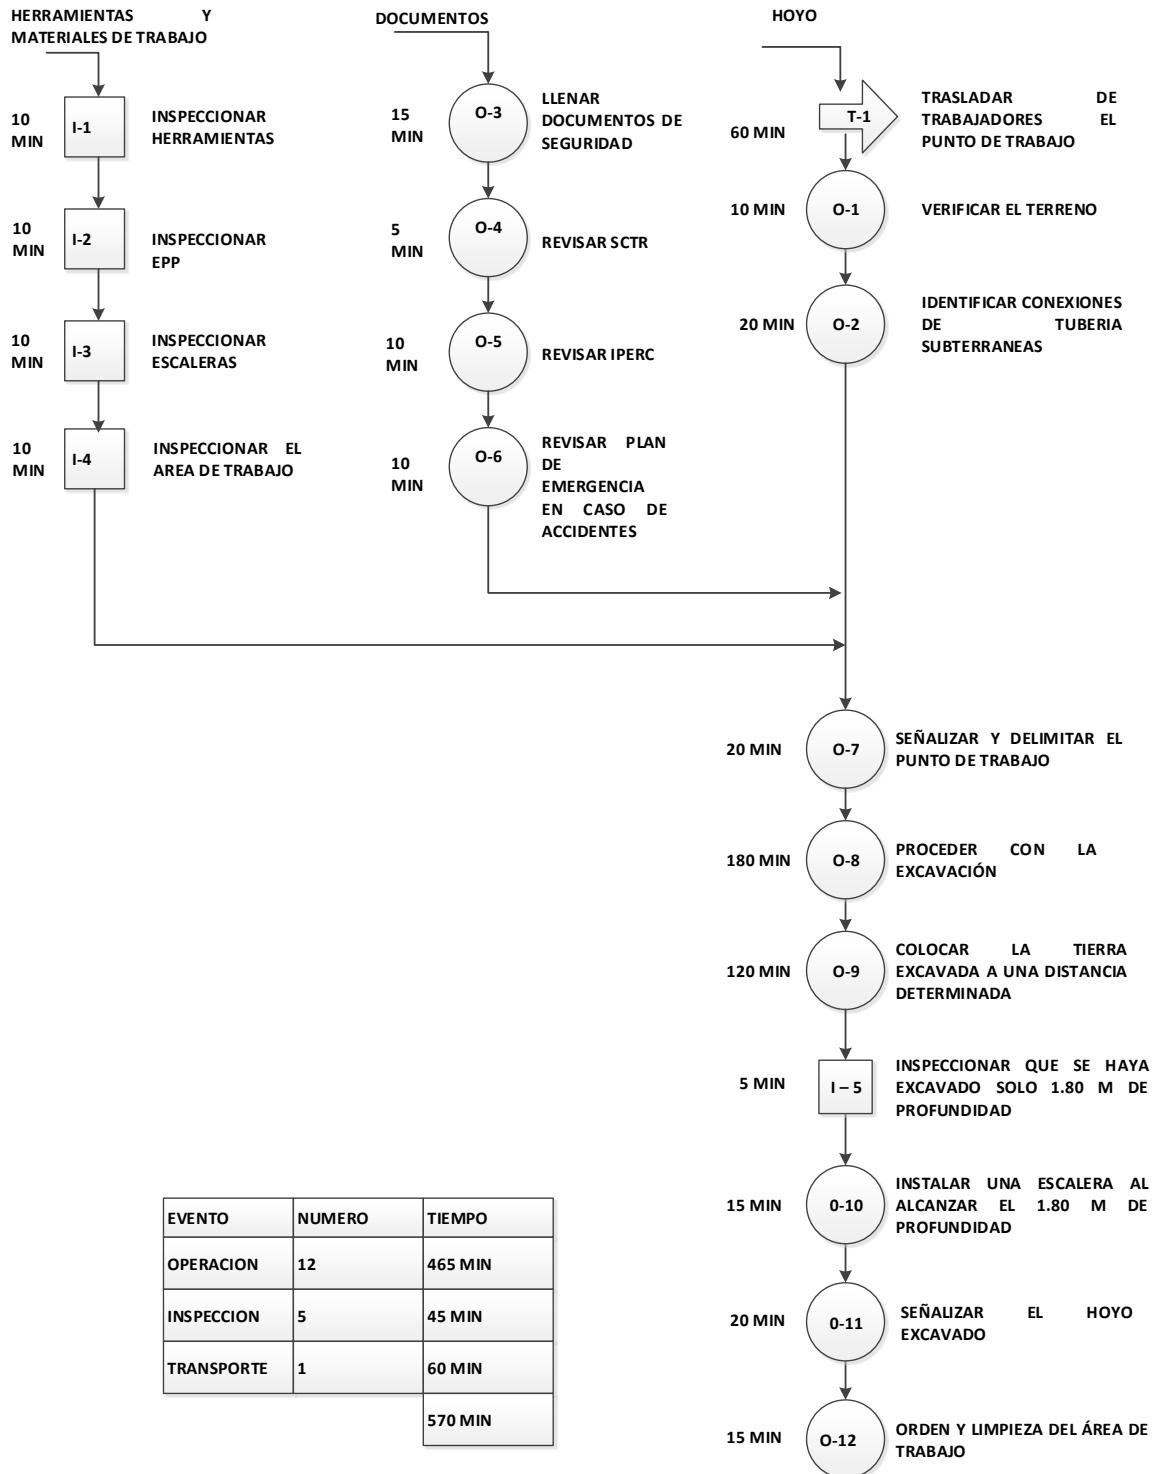 HERRAMIENTAS Y
MATERIALES DE TRABAJO
10
MIN
I-1
INSPECCIONAR
HERRAMIENTAS
10
MIN
I-2
INSPECCIONAR
EPP
10
MIN
I-3
INSPECCIONAR
ESCALERAS
10
MIN
I-4
INSPECCIONAR EL
AREA DE TRABAJO
DOCUMENTOS
15
MIN
O-3
LLENAR
DOCUMENTOS DE
SEGURIDAD
5
MIN
O-4
REVISAR SCTR
10
MIN
O-5
REVISAR IPERC
10
MIN
O-6
REVISAR PLAN
DE
EMERGENCIA
EN CASO DE
ACCIDENTES
HOYO
60 MIN
T-1
TRASLADAR DE
TRABAJADORES EL
PUNTO DE TRABAJO
10 MIN
O-1
VERIFICAR EL TERRENO
20 MIN
O-2
IDENTIFICAR CONEXIONES
DE TUBERIA
SUBTERRANEAS
20 MIN
O-7
SEÑALIZAR Y DELIMITAR EL
PUNTO DE TRABAJO
180 MIN
O-8
PROCEDER CON LA
EXCAVACIÓN
120 MIN
O-9
COLOCAR LA TIERRA
EXCAVADA A UNA DISTANCIA
DETERMINADA
5 MIN
I – 5
INSPECCIONAR QUE SE HAYA
EXCAVADO SOLO 1.80 M DE
PROFUNDIDAD
15 MIN
0-10
INSTALAR UNA ESCALERA AL
ALCANZAR EL 1.80 M DE
PROFUNDIDAD
20 MIN
0-11
SEÑALIZAR EL HOYO
EXCAVADO
15 MIN
O-12
ORDEN Y LIMPIEZA DEL ÁREA DE
TRABAJO
EVENTO NUMERO TIEMPO
OPERACION 12 465 MIN
INSPECCION 5 45 MIN
TRANSPORTE 1 60 MIN
570 MIN